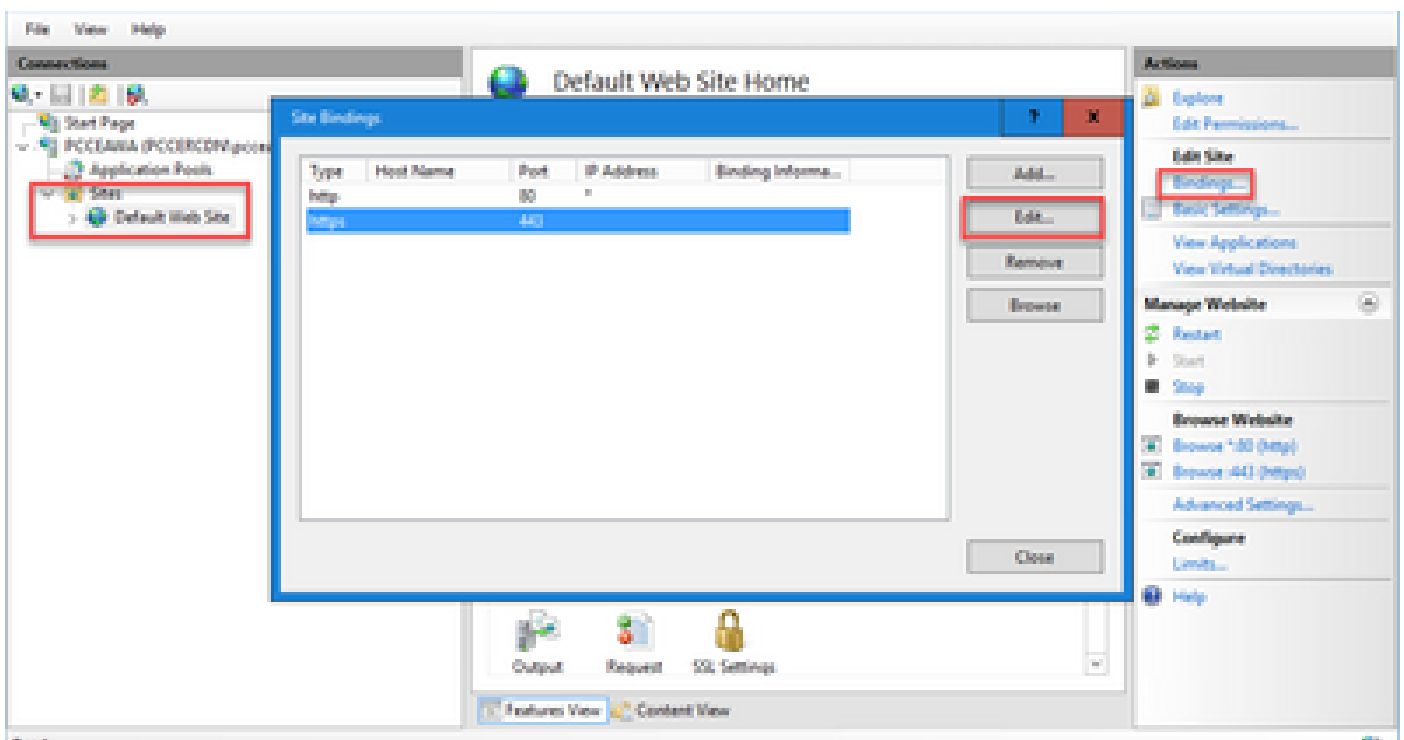 File View Help
Connections
Start Page
Application Pools
Sites
Default Web Site
Default Web Site Home
Site Bindings
? X
Type Host Name Port IP Address Binding Informa...
http 80 *
https 443
Add...
Edit...
Remove
Browse
Close
Output Request SSL Settings
Features View Content View
Actions
Explore
Edit Permissions...
Edit Site
Bindings...
Basic Settings...
View Applications
View Virtual Directories
Manage Website
Restart
Start
Stop
Browse Website
Browse *:80 (http)
Browse :443 (https)
Advanced Settings...
Configure
Limits...
Help